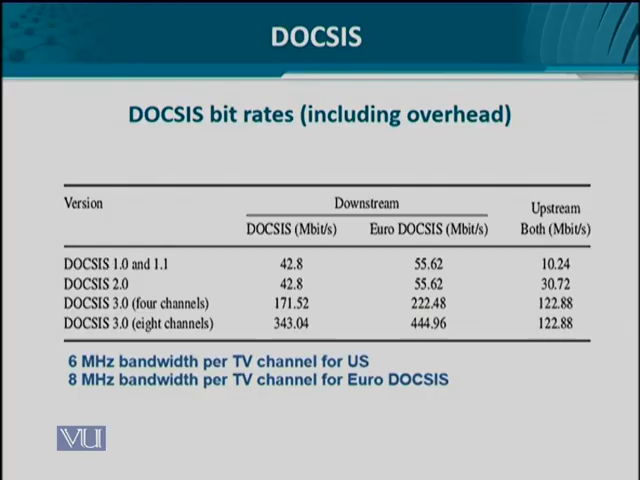 DOCSIS
DOCSIS bit rates (including overhead)
Version Downstream Upstream
DOCSIS (Mbit/s) Euro DOCSIS (Mbit/s) Both (Mbit/s)
DOCSIS 1.0 and 1.1 42.8 55.62 10.24
DOCSIS 2.0 42.8 55.62 30.72
DOCSIS 3.0 (four channels) 171.52 222.48 122.88
DOCSIS 3.0 (eight channels) 343.04 444.96 122.88
6 MHz bandwidth per TV channel for US
8 MHz bandwidth per TV channel for Euro DOCSIS
VU